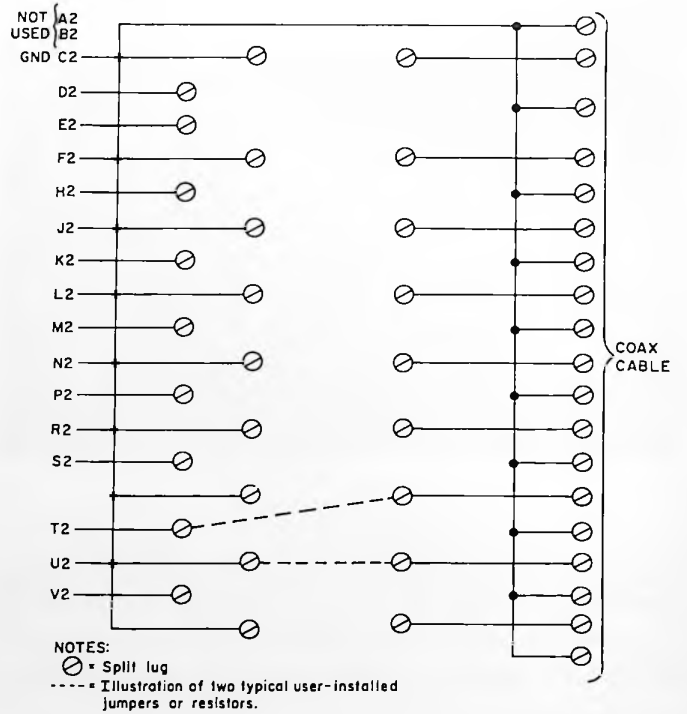 NOT { A2
USED { B2
GND C2
D2
E2
F2
H2
J2
K2
L2
M2
N2
P2
R2
S2
T2
U2
V2
COAX
CABLE
NOTES:
= Split lug
----- = Illustration of two typical user-installed
jumpers or resistors.